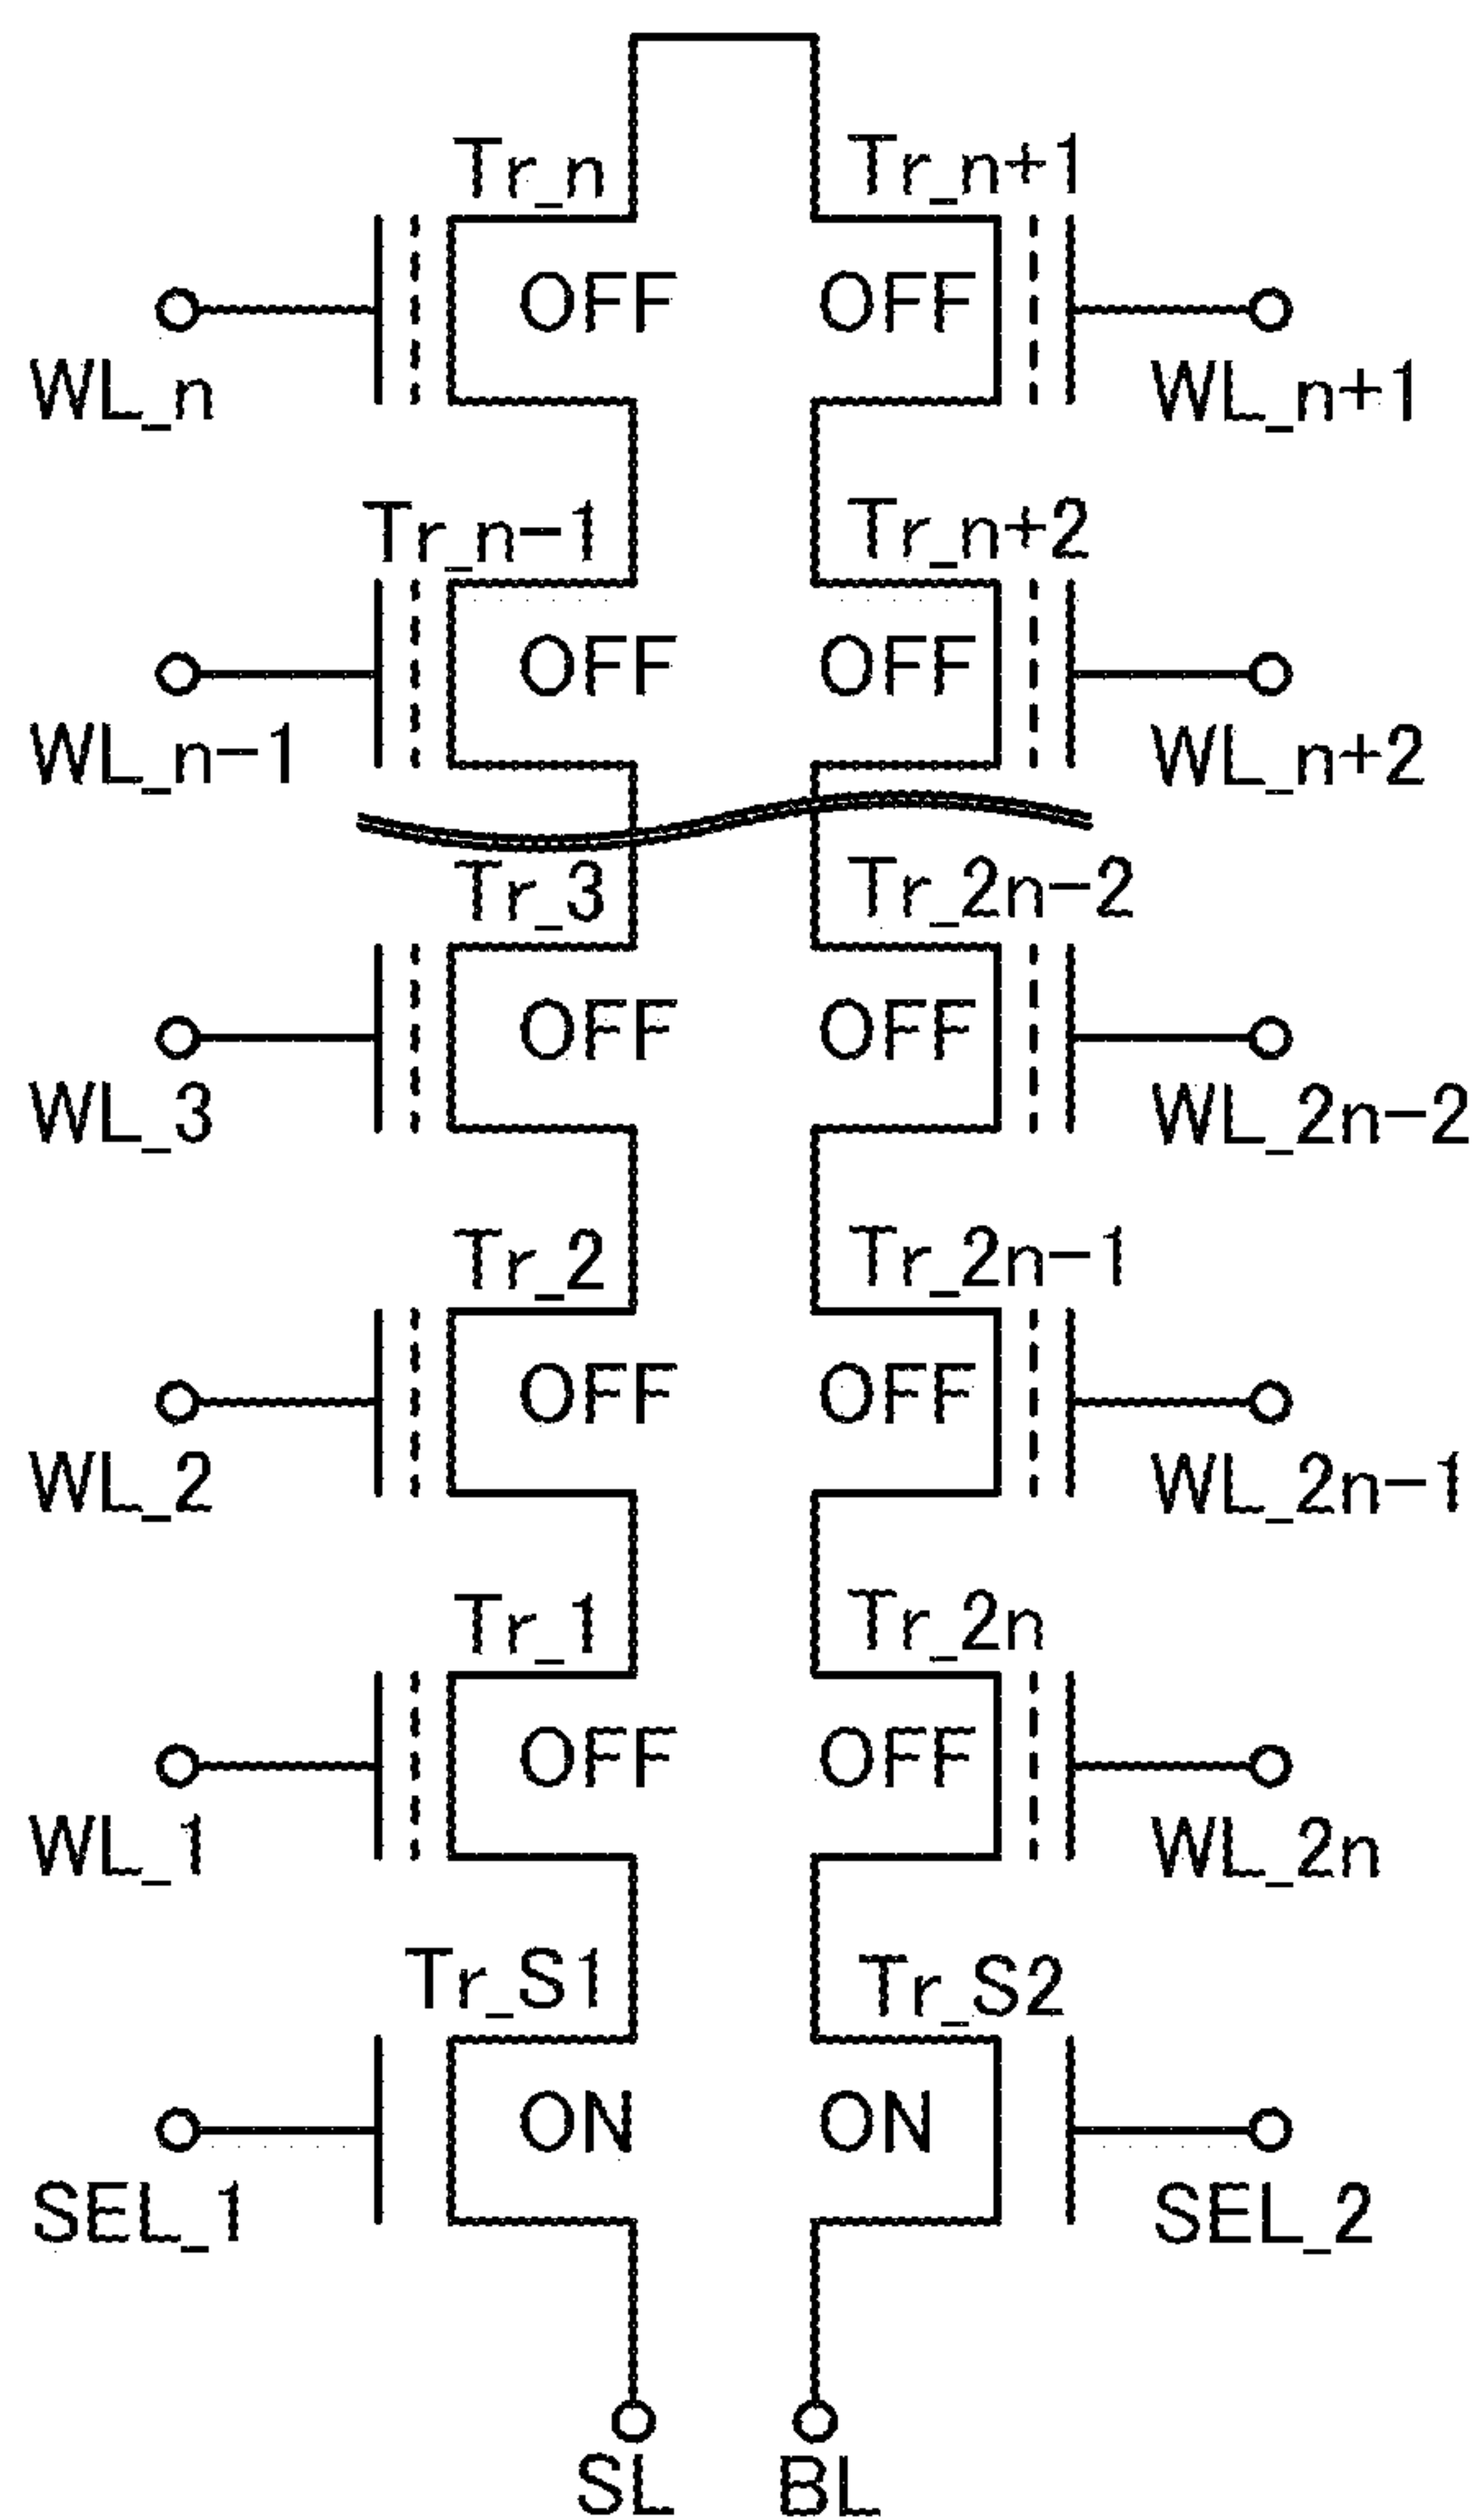 Tr_n Tr_n+1
OFF OFF
WL_n WL_n+1
Tr_n-1 Tr_n+2
OFF OFF
WL_n-1 WL_n+2
Tr_3 Tr_2n-2
OFF OFF
WL_3 WL_2n-2
Tr_2 Tr_2n-1
OFF OFF
WL_2 WL_2n-1
Tr_1 Tr_2n
OFF OFF
WL_1 WL_2n
Tr_S1 Tr_S2
ON ON
SEL_1 SEL_2
SL BL